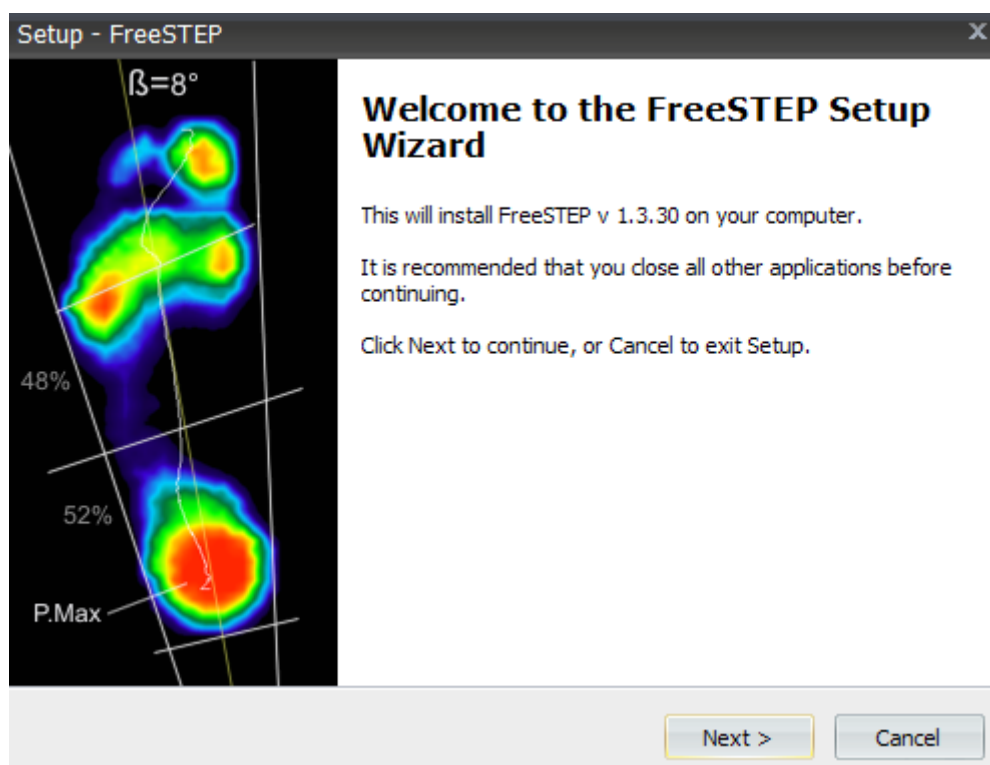 Setup - FreeSTEP
x
ß=8°
48%
52%
P.Max
Welcome to the FreeSTEP Setup
Wizard
This will install FreeSTEP v 1.3.30 on your computer.
It is recommended that you close all other applications before
continuing.
Click Next to continue, or Cancel to exit Setup.
Next >
Cancel